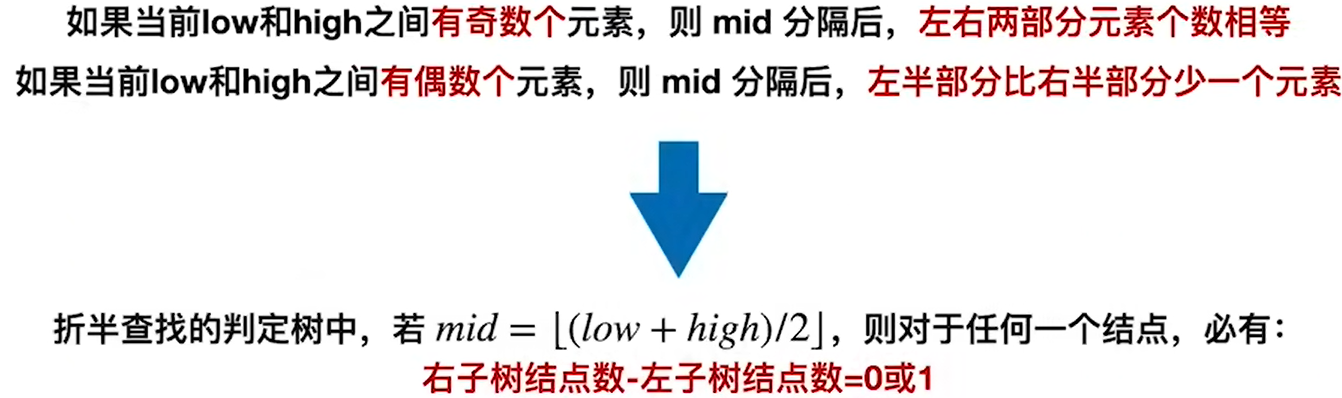 如果当前low和high之间有奇数个元素，则 mid 分隔后，左右两部分元素个数相等
如果当前low和high之间有偶数个元素，则 mid 分隔后，左半部分比右半部分少一个元素
折半查找的判定树中，若 mid = ⌊(low + high)/2⌋，则对于任何一个结点，必有：
右子树结点数-左子树结点数=0或1